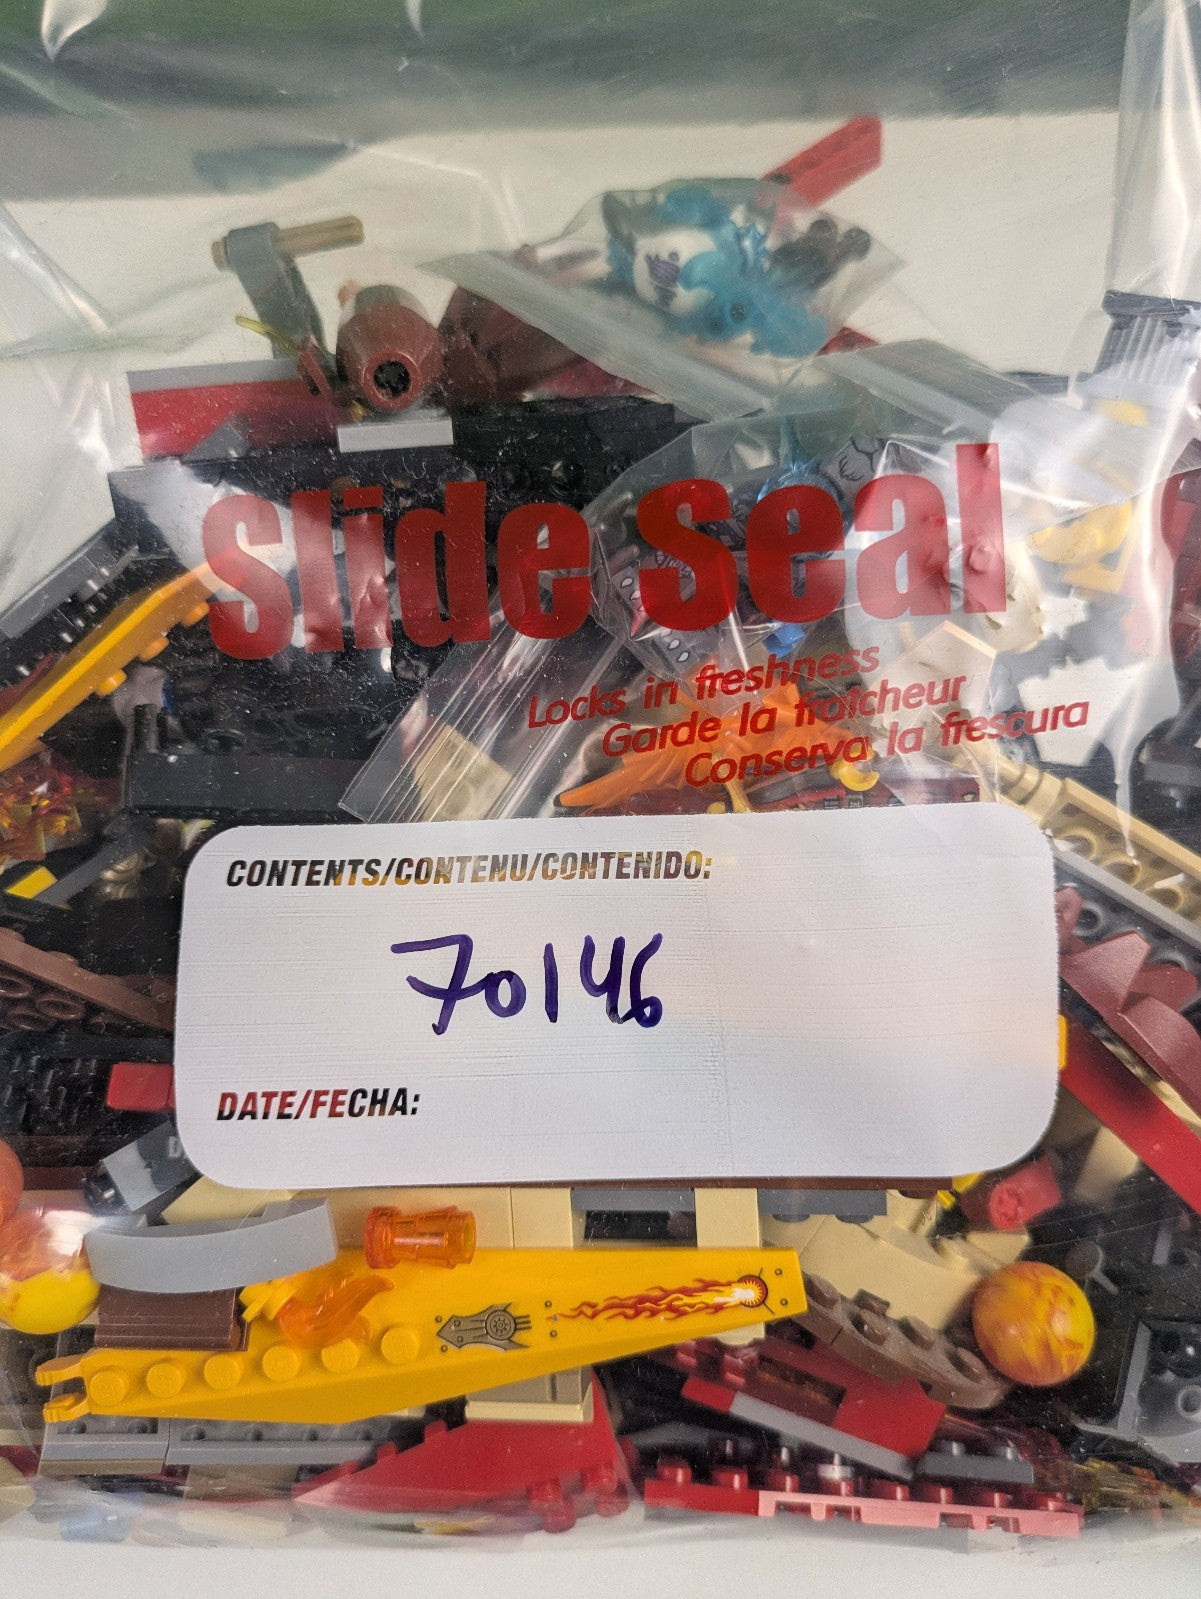 Slide Seal
Locks in freshness
Garde la fraîcheur
Conserva la frescura
CONTENTS/CONTENU/CONTENIDO:
70146
DATE/FECHA: